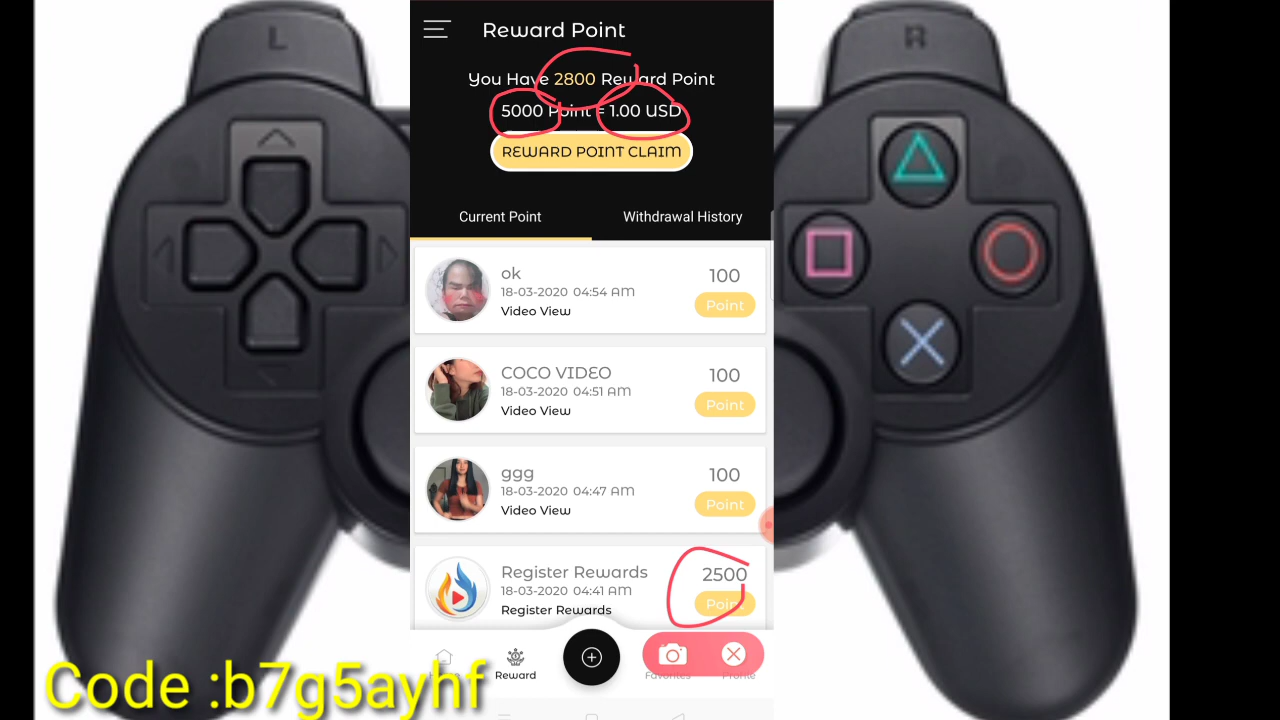 L
R
Reward Point
You Have 2800 Reward Point
5000 Point = 1.00 USD
REWARD POINT CLAIM
Current Point
Withdrawal History
ok
18-03-2020 04:54 AM
Video View
100
Point
COCO VIDEO
18-03-2020 04:51 AM
Video View
100
Point
ggg
18-03-2020 04:47 AM
Video View
100
Point
Register Rewards
18-03-2020 04:41 AM
Register Rewards
2500
Point
Reward
Favorites
Profile
Code :b7g5ayhf